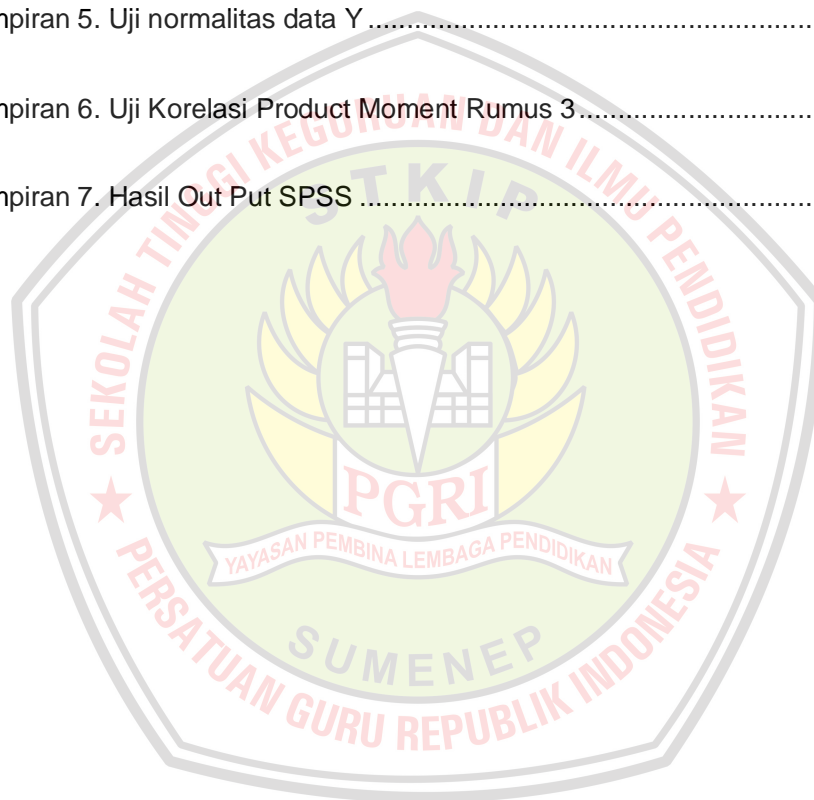 mpiran 5. Uji normalitas data Y ........................................................
mpiran 6. Uji Korelasi Product Moment Rumus 3..............................
mpiran 7. Hasil Out Put SPSS ..........................................................
SEKOLAH TINGGI KEGURUAN DAN ILMU PENDIDIKAN
STKIP
PGRI
YAYASAN PEMBINA LEMBAGA PENDIDIKAN
SUMENEP
PERSATUAN GURU REPUBLIK INDONESIA